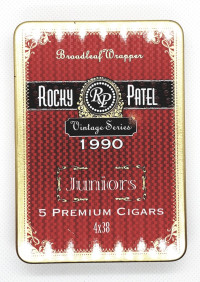 Broadleaf Wrapper
ROCKY RP PATEL
Vintage Series
1990
Juniors
5 PREMIUM CIGARS
4x38